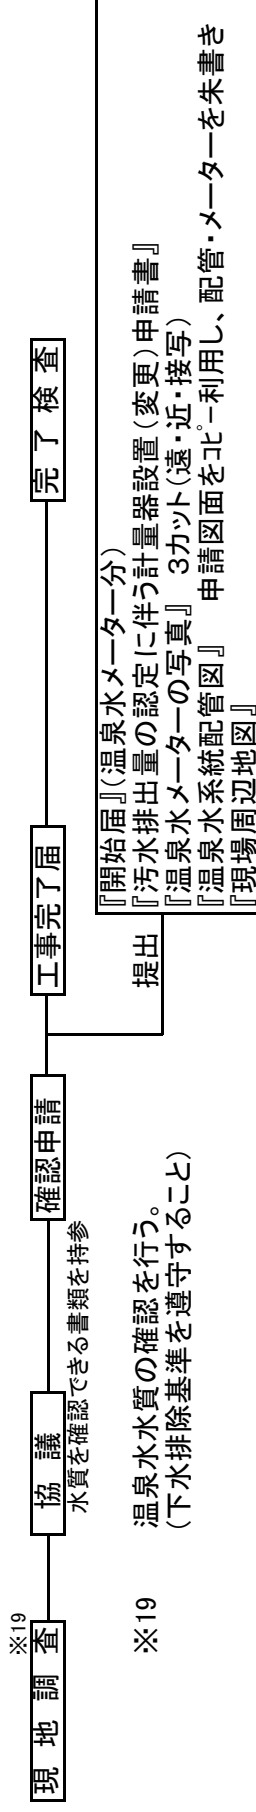 ※19
現 地 調 査
協 議
確認申請
工事完了届
完 了 検 査
水質を確認できる書類を持参
提出
『開始届』(温泉水メーター分)
『汚水排出量の認定に伴う計量器設置(変更)申請書』
『温泉水メーターの写真』 3カット(遠・近・接写)
『温泉水系統配管図』 申請図面をコピー利用し、配管・メーターを朱書き
『現場周辺地図』
※19 温泉水水質の確認を行う。
(下水排除基準を遵守すること)